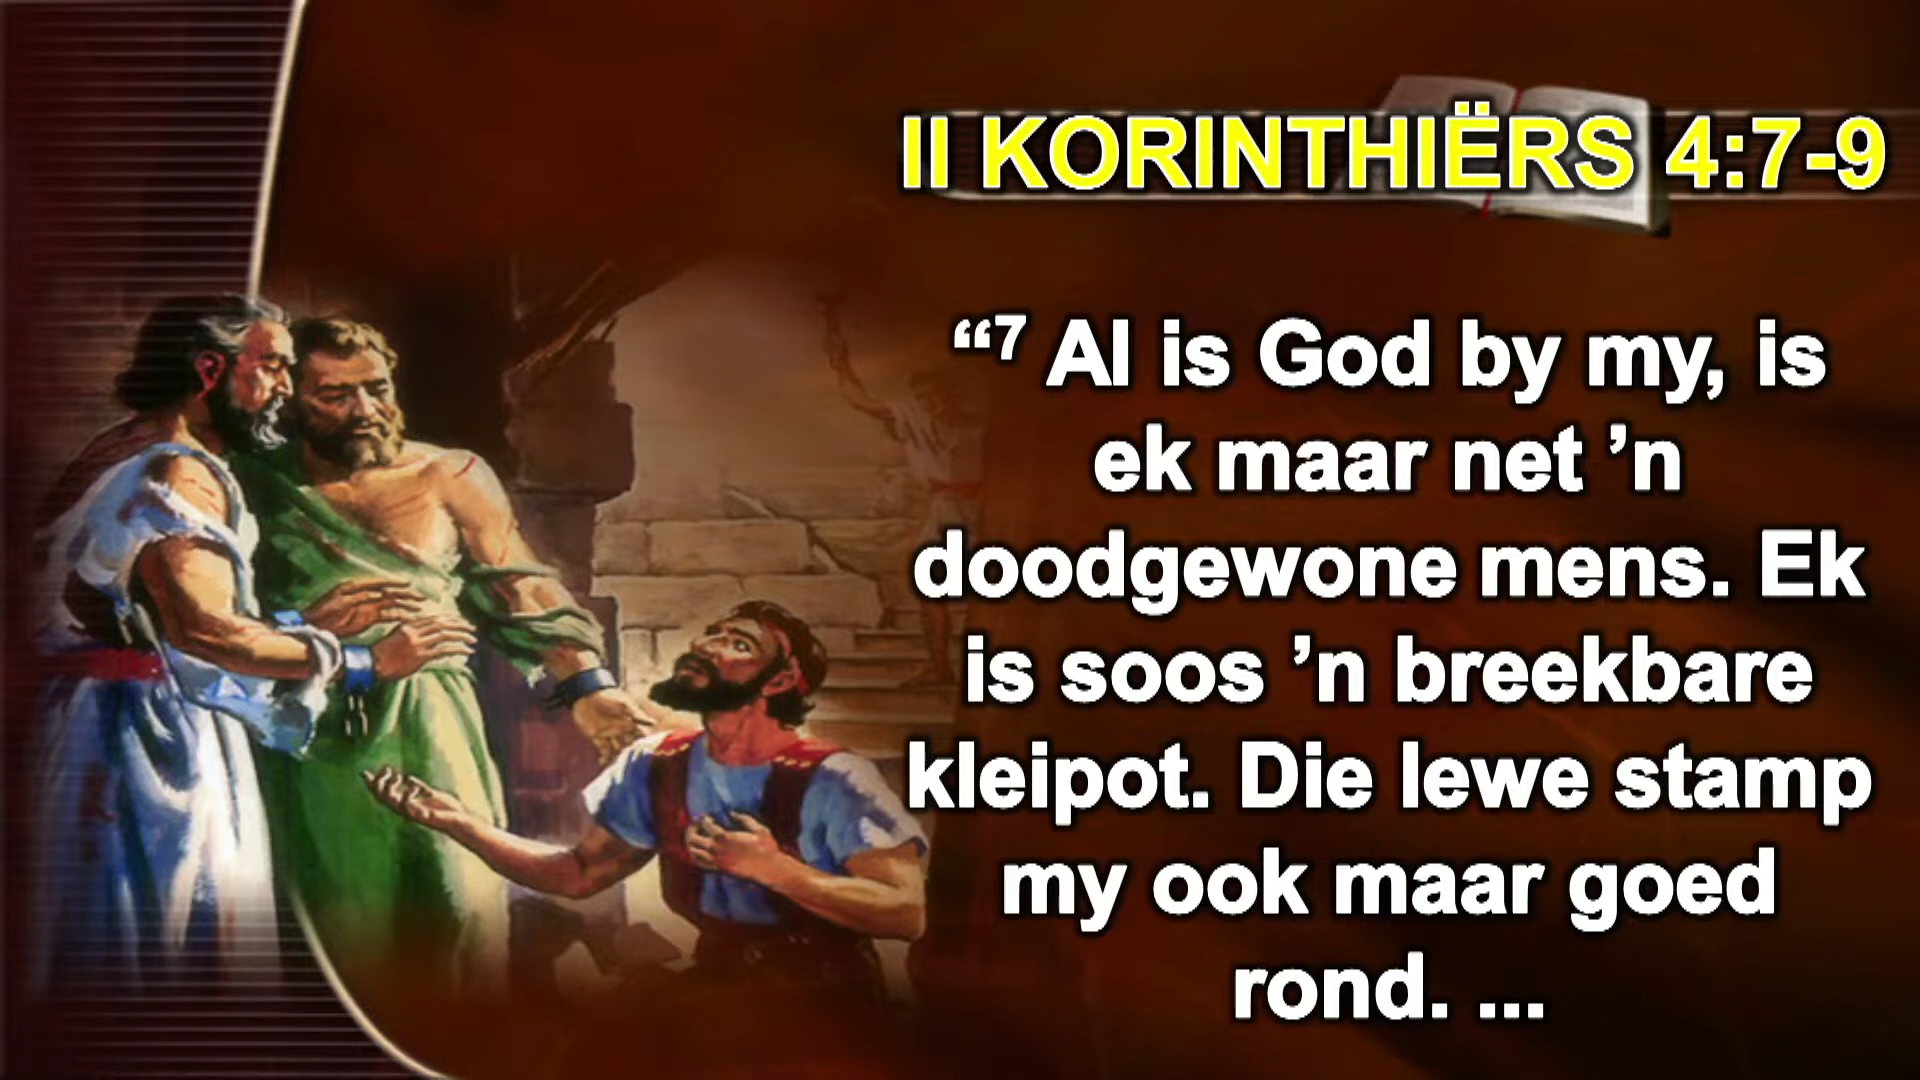 II KORINTHIËRS 4:7-9
“⁷ Al is God by my, is
ek maar net ’n
doodgewone mens. Ek
is soos ’n breekbare
kleipot. Die lewe stamp
my ook maar goed
rond. ...